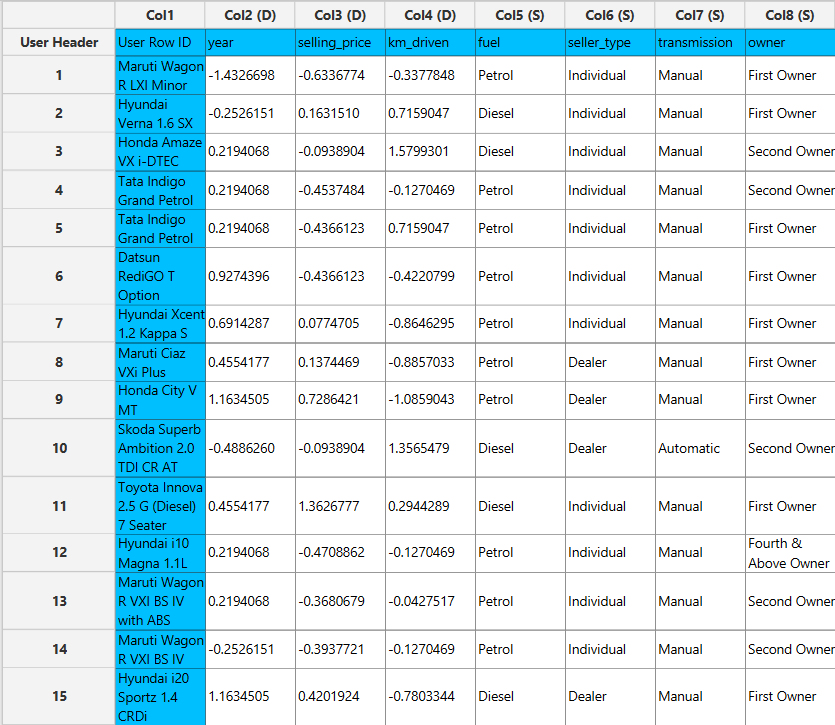 Col1 Col2 (D) Col3 (D) Col4 (D) Col5 (S) Col6 (S) Col7 (S) Col8 (S)
User Header User Row ID year selling_price km_driven fuel seller_type transmission owner
1 Maruti Wagon R LXI Minor -1.4326698 -0.6336774 -0.3377848 Petrol Individual Manual First Owner
2 Hyundai Verna 1.6 SX -0.2526151 0.1631510 0.7159047 Diesel Individual Manual First Owner
3 Honda Amaze VX i-DTEC 0.2194068 -0.0938904 1.5799301 Diesel Individual Manual Second Owner
4 Tata Indigo Grand Petrol 0.2194068 -0.4537484 -0.1270469 Petrol Individual Manual Second Owner
5 Tata Indigo Grand Petrol 0.2194068 -0.4366123 0.7159047 Petrol Individual Manual First Owner
6 Datsun RediGO T Option 0.9274396 -0.4366123 -0.4220799 Petrol Individual Manual First Owner
7 Hyundai Xcent 1.2 Kappa S 0.6914287 0.0774705 -0.8646295 Petrol Individual Manual First Owner
8 Maruti Ciaz VXi Plus 0.4554177 0.1374469 -0.8857033 Petrol Dealer Manual First Owner
9 Honda City V MT 1.1634505 0.7286421 -1.0859043 Petrol Dealer Manual First Owner
10 Skoda Superb Ambition 2.0 TDI CR AT -0.4886260 -0.0938904 1.3565479 Diesel Dealer Automatic Second Owner
11 Toyota Innova 2.5 G (Diesel) 7 Seater 0.4554177 1.3626777 0.2944289 Diesel Individual Manual First Owner
12 Hyundai i10 Magna 1.1L 0.2194068 -0.4708862 -0.1270469 Petrol Individual Manual Fourth & Above Owner
13 Maruti Wagon R VXI BS IV with ABS 0.2194068 -0.3680679 -0.0427517 Petrol Individual Manual Second Owner
14 Maruti Wagon R VXI BS IV -0.2526151 -0.3937721 -0.1270469 Petrol Individual Manual Second Owner
15 Hyundai i20 Sportz 1.4 CRDi 1.1634505 0.4201924 -0.7803344 Diesel Dealer Manual First Owner